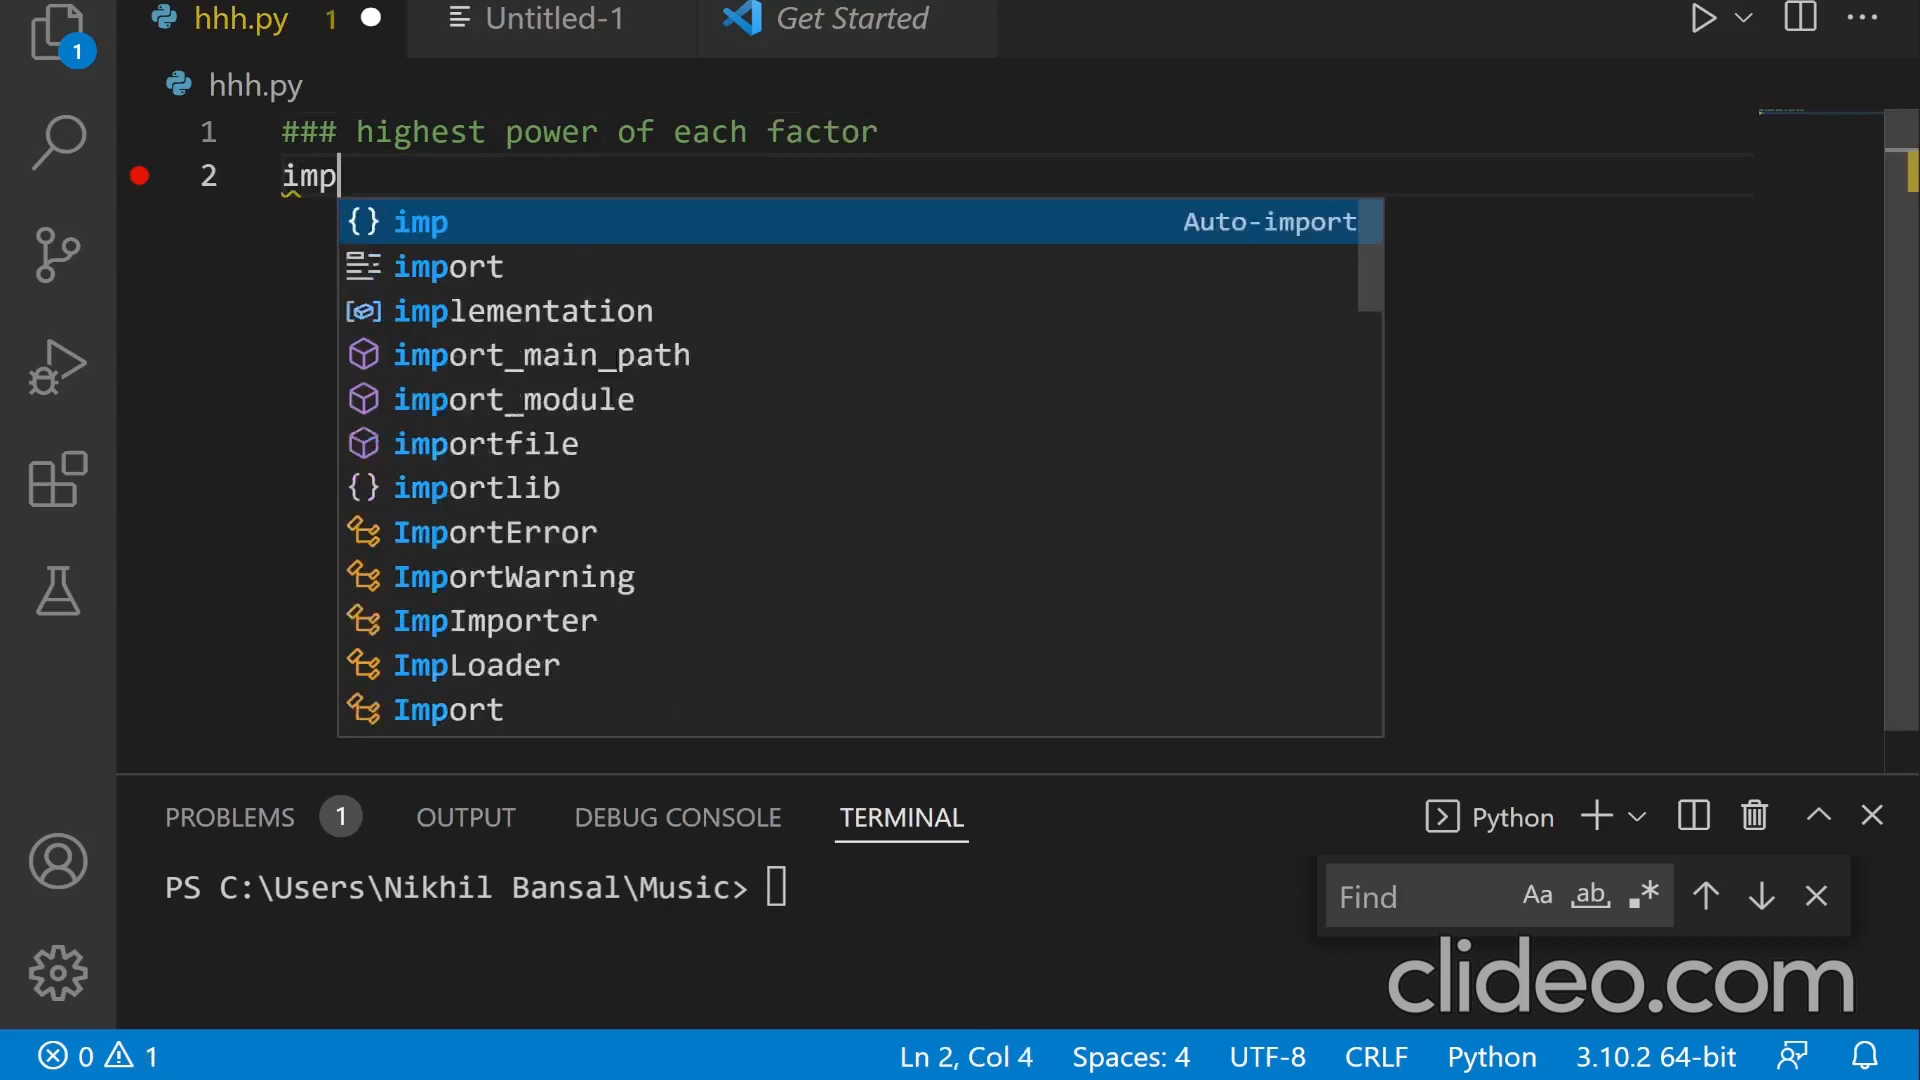 hhh.py 1 Untitled-1 Get Started
1
hhh.py
1 ### highest power of each factor
2 imp
{} imp Auto-import
import
implementation
import_main_path
import_module
importfile
{} importlib
ImportError
ImportWarning
ImpImporter
ImpLoader
Import
PROBLEMS 1 OUTPUT DEBUG CONSOLE TERMINAL Python
PS C:\Users\Nikhil Bansal\Music>
Find Aa ab .*
clideo.com
0 1 Ln 2, Col 4 Spaces: 4 UTF-8 CRLF Python 3.10.2 64-bit